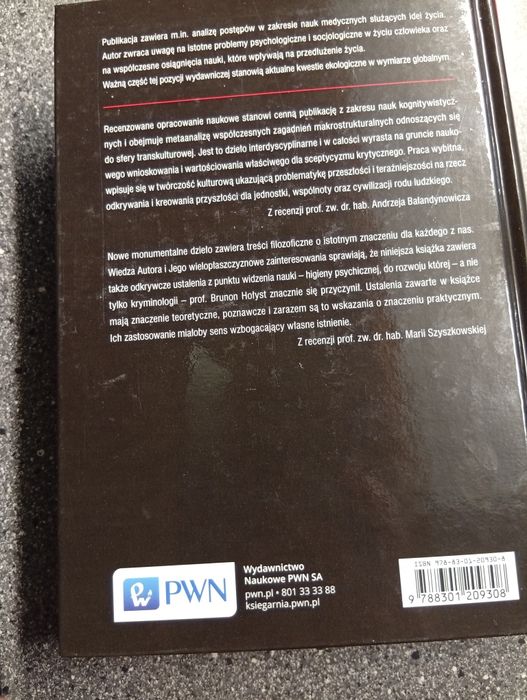 Publikacja zawiera m.in. analizę postępów w zakresie nauk medycznych służących idei życia.
Autor zwraca uwagę na istotne problemy psychologiczne i socjologiczne w życiu człowieka oraz
na współczesne osiągnięcia nauki, które wpływają na przedłużenie życia.
Ważną część tej pozycji wydawniczej stanowią aktualne kwestie ekologiczne w wymiarze globalnym.
Recenzowane opracowanie naukowe stanowi cenną publikację z zakresu nauk kognitywistycz-
nych i obejmuje metaanalizę współczesnych zagadnień makrostrukturalnych odnoszących się
do sfery transkulturowej. Jest to dzieło interdyscyplinarne i w całości wyrasta na gruncie nauko-
wego wnioskowania i wartościowania właściwego dla sceptycyzmu krytycznego. Praca wybitna,
wpisuje się w twórczość kulturową ukazującą problematykę przeszłości i teraźniejszości na rzecz
odkrywania i kreowania przyszłości dla jednostki, wspólnoty oraz cywilizacji rodu ludzkiego.
Z recenzji prof. zw. dr. hab. Andrzeja Bałandynowicza
Nowe monumentalne dzieło zawiera treści filozoficzne o istotnym znaczeniu dla każdego z nas.
Wiedza Autora i Jego wielopłaszczyznowe zainteresowania sprawiają, że niniejsza książka zawiera
także odkrywcze ustalenia z punktu widzenia nauki – higieny psychicznej, do rozwoju której – a nie
tylko kryminologii – prof. Brunon Hołyst znacznie się przyczynił. Ustalenia zawarte w książce
mają znaczenie teoretyczne, poznawcze i zarazem są to wskazania o znaczeniu praktycznym.
Ich zastosowanie miałoby sens wzbogacający własne istnienie.
Z recenzji prof. zw. dr hab. Marii Szyszkowskiej
PWN
Wydawnictwo
Naukowe PWN SA
pwn.pl • 801 33 33 88
ksiegarnia.pwn.pl
ISBN 978-83-01-20930-8
9 788301 209308